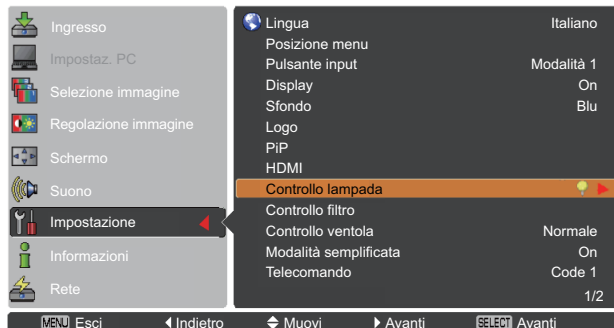 Ingresso
Impostaz. PC
Selezione immagine
Regolazione immagine
Schermo
Suono
Impostazione
Informazioni
Rete
Lingua Italiano
Posizione menu
Pulsante input Modalità 1
Display On
Sfondo Blu
Logo
PiP
HDMI
Controllo lampada
Controllo filtro
Controllo ventola Normale
Modalità semplificata On
Telecomando Code 1
1/2
MENU Esci Indietro Muovi Avanti SELECT Avanti